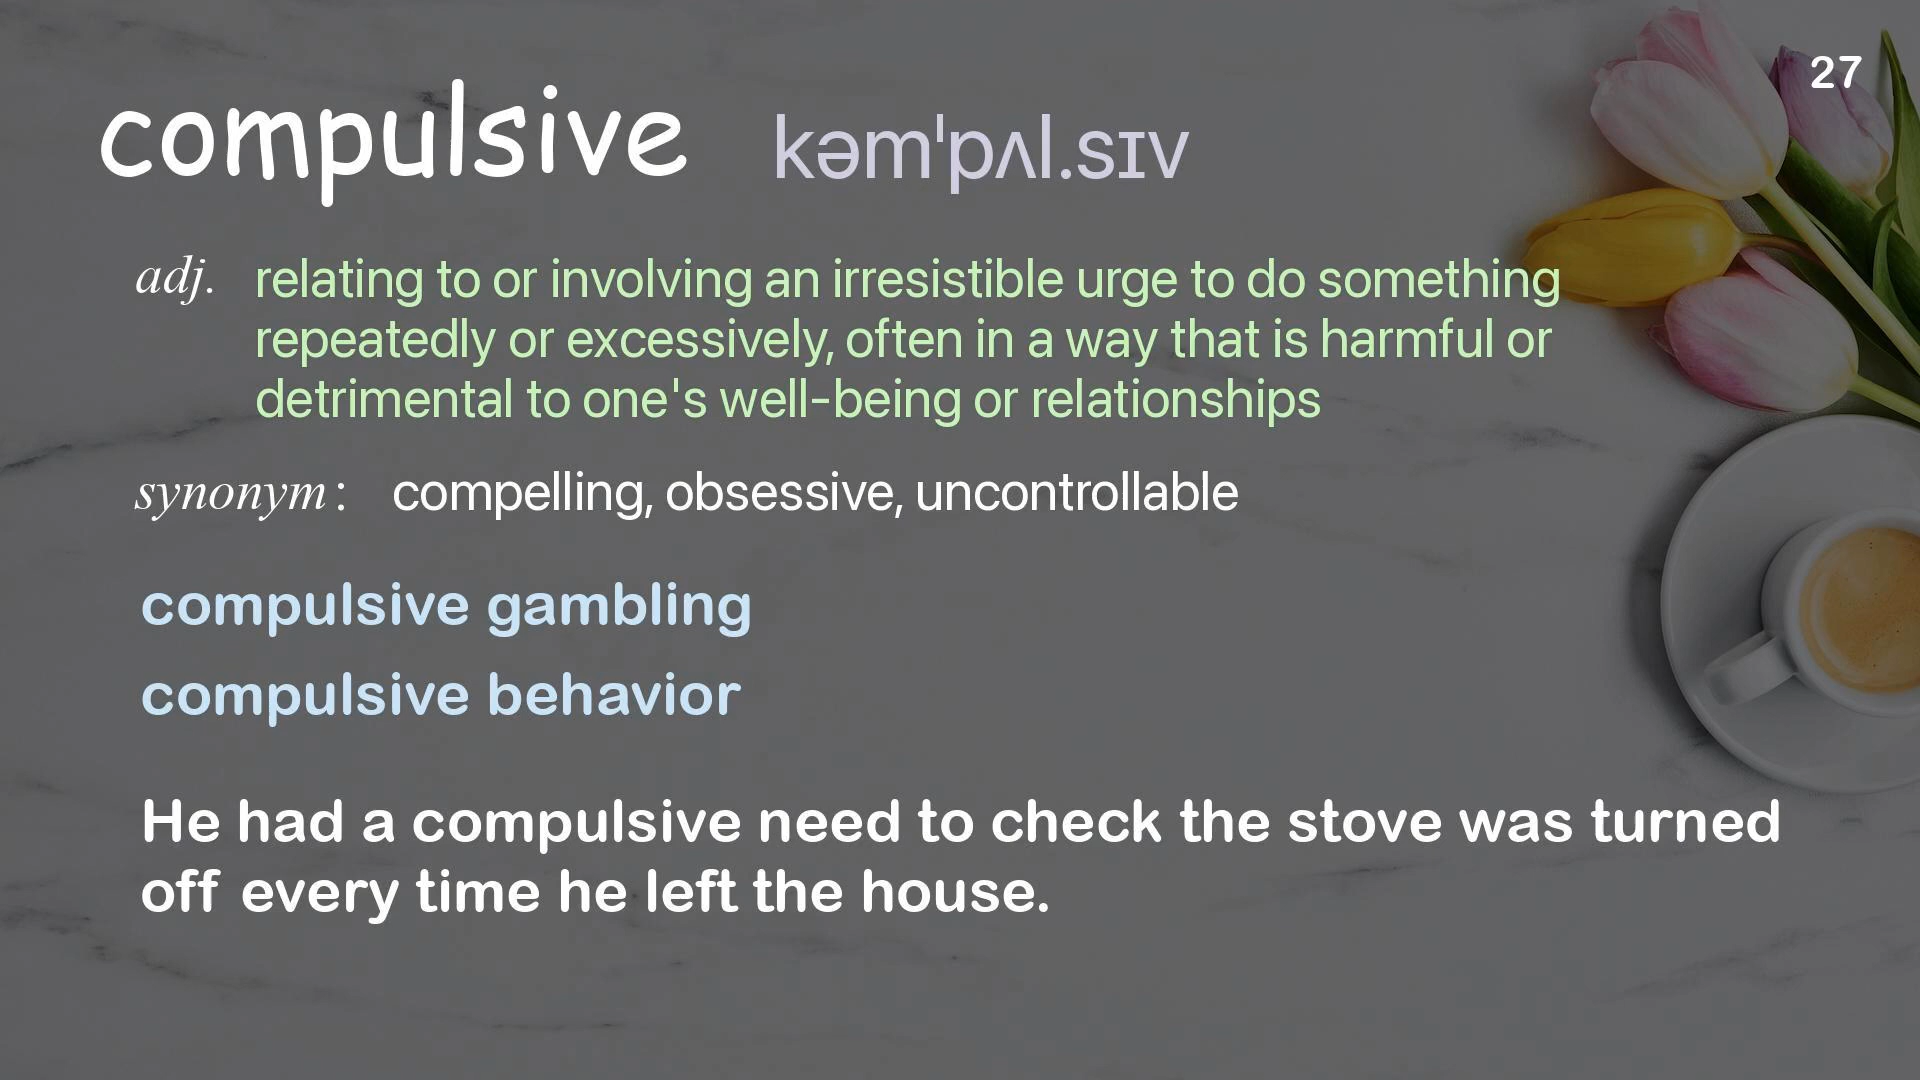 27
compulsive kəmˈpʌl.sɪv
adj. relating to or involving an irresistible urge to do something
repeatedly or excessively, often in a way that is harmful or
detrimental to one's well-being or relationships
synonym : compelling, obsessive, uncontrollable
compulsive gambling
compulsive behavior
He had a compulsive need to check the stove was turned
off every time he left the house.